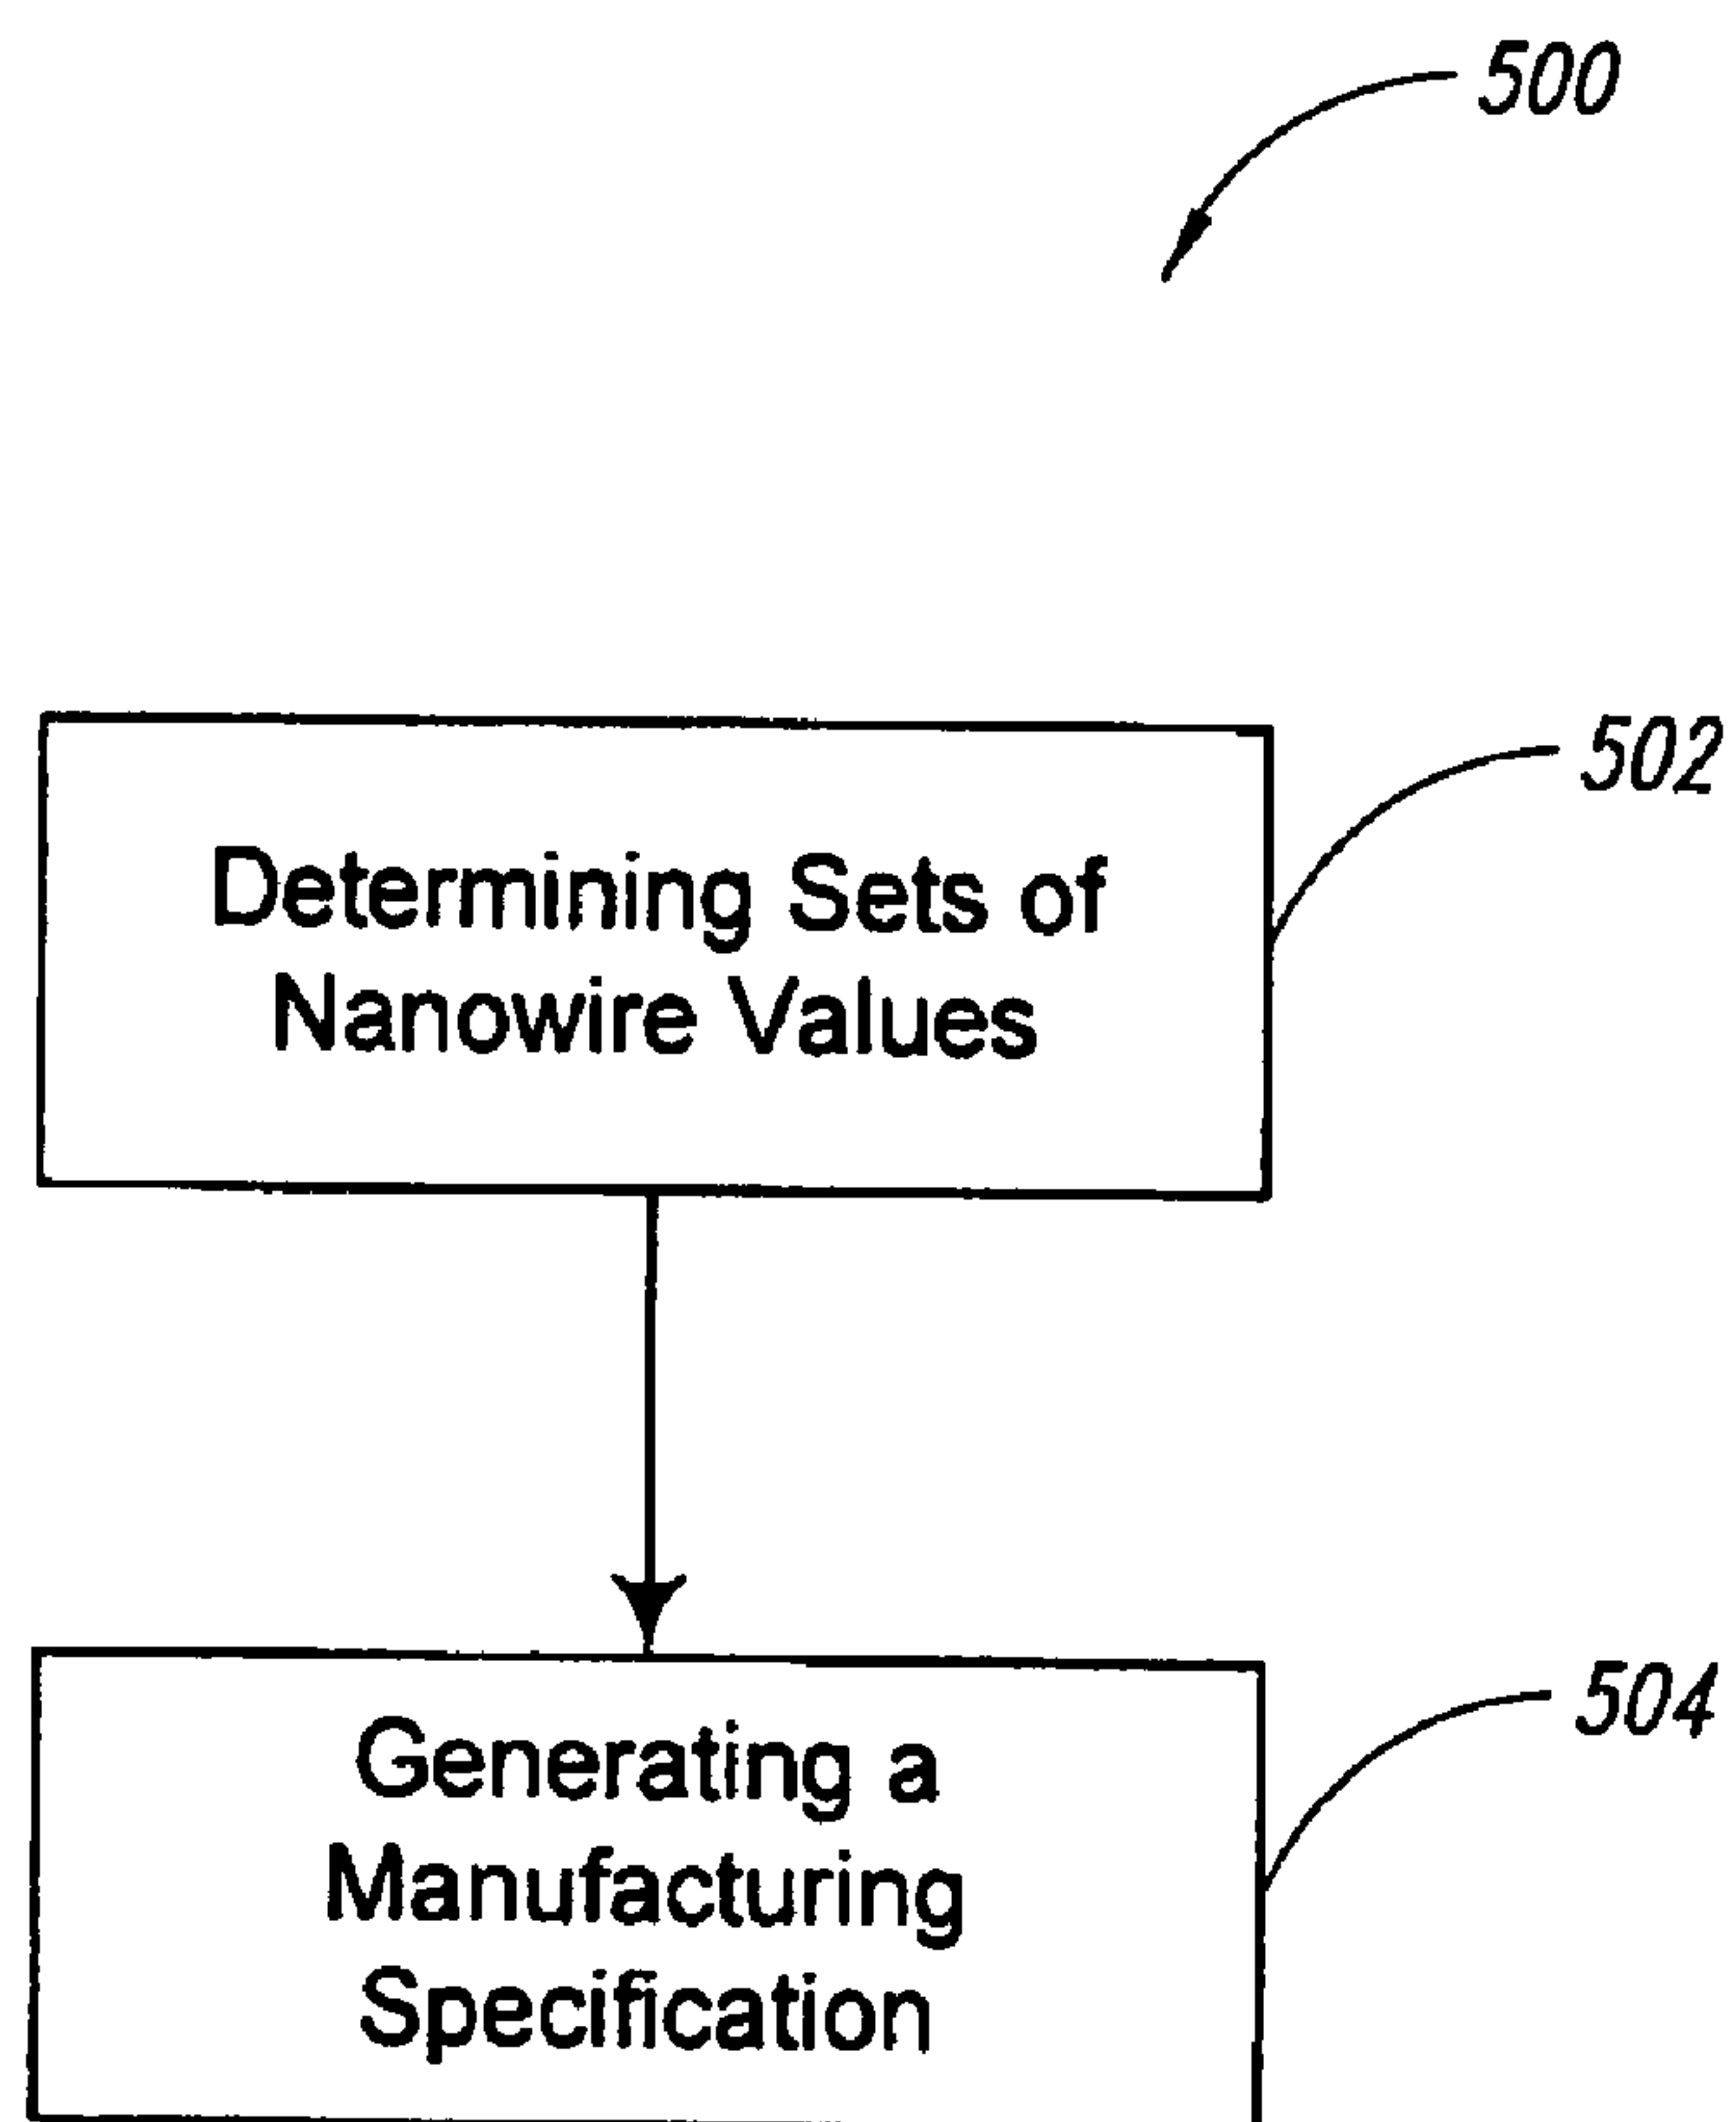 500
502
Determining Sets of
Nanowire Values
504
Generating a
Manufacturing
Specification